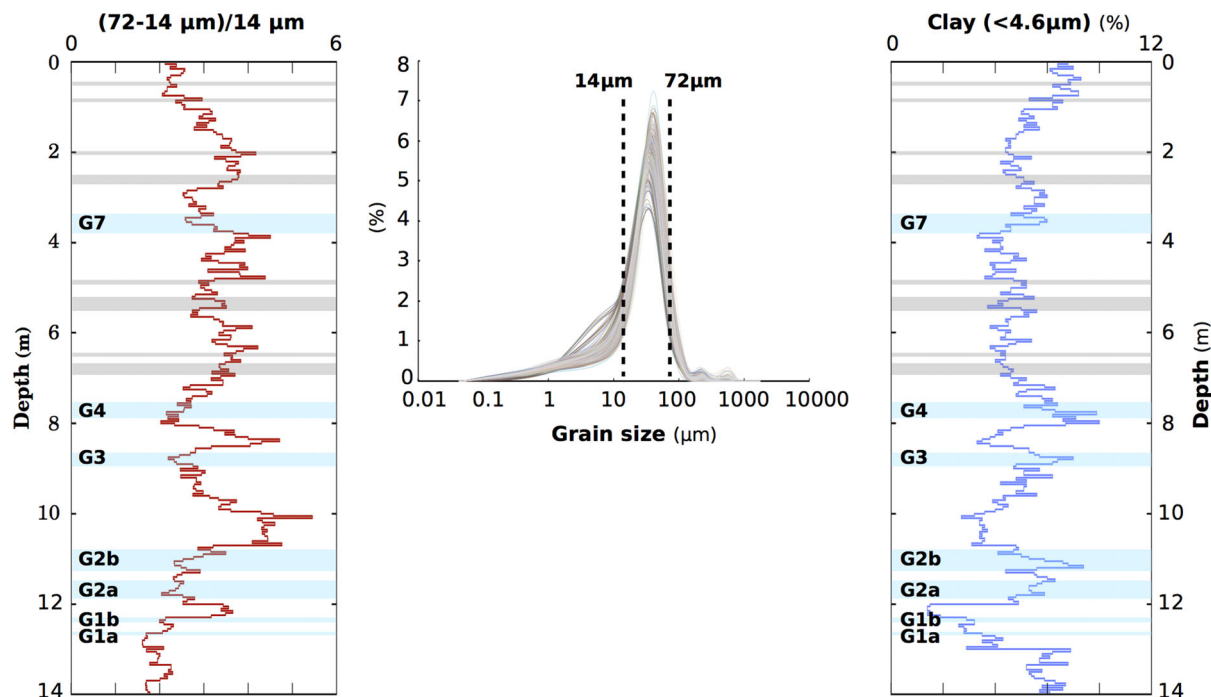 (72-14 µm)/14 µm
0 6
0
2
4
6
8
10
12
14
Depth (m)
G7
G4
G3
G2b
G2a
G1b
G1a
14µm 72µm
8
7
6
5
4
3
2
1
0
(%)
0.01 0.1 1 10 100 1000 10000
Grain size (µm)
Clay (<4.6µm) (%)
0 12
G7
G4
G3
G2b
G2a
G1b
G1a
0
2
4
6
8
10
12
14
Depth (m)